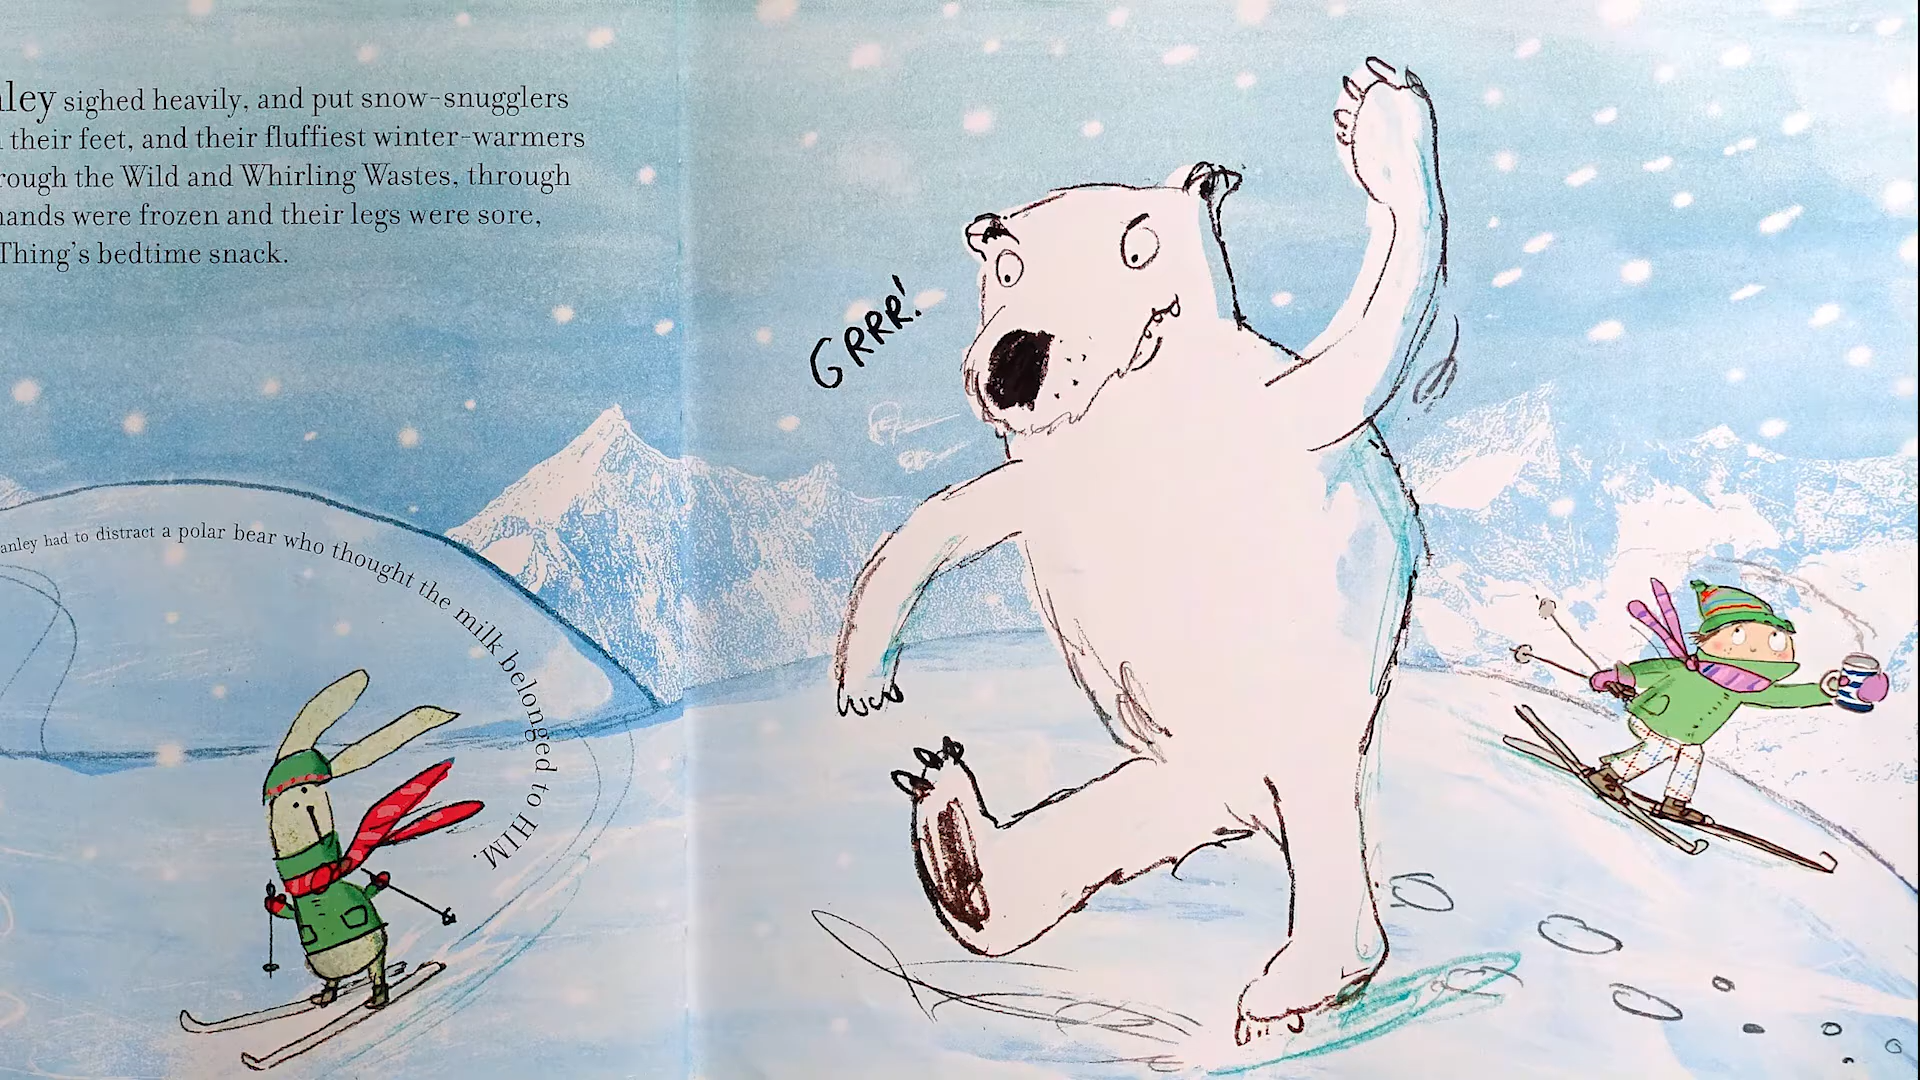 nley sighed heavily, and put snow-snugglers
their feet, and their fluffiest winter-warmers
rough the Wild and Whirling Wastes, through
hands were frozen and their legs were sore,
Thing's bedtime snack.
GRRR!
anley had to distract a polar bear who thought the milk belonged to HIM.